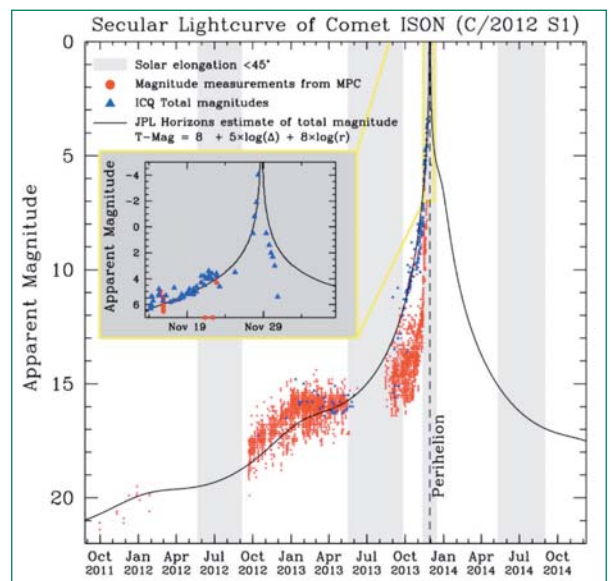 Secular Lightcurve of Comet ISON (C/2012 S1)
Solar elongation <45°
Magnitude measurements from MPC
ICQ Total magnitudes
JPL Horizons estimate of total magnitude
T-Mag = 8 + 5×log(Δ) + 8×log(r)
Apparent Magnitude
0
5
10
15
20
Apparent Magnitude
-4
-2
0
2
4
6
Nov 19 Nov 29
Perihelion
Oct Jan Apr Jul Oct Jan Apr Jul Oct Jan Apr Jul Oct
2011 2012 2012 2012 2012 2013 2013 2013 2013 2014 2014 2014 2014